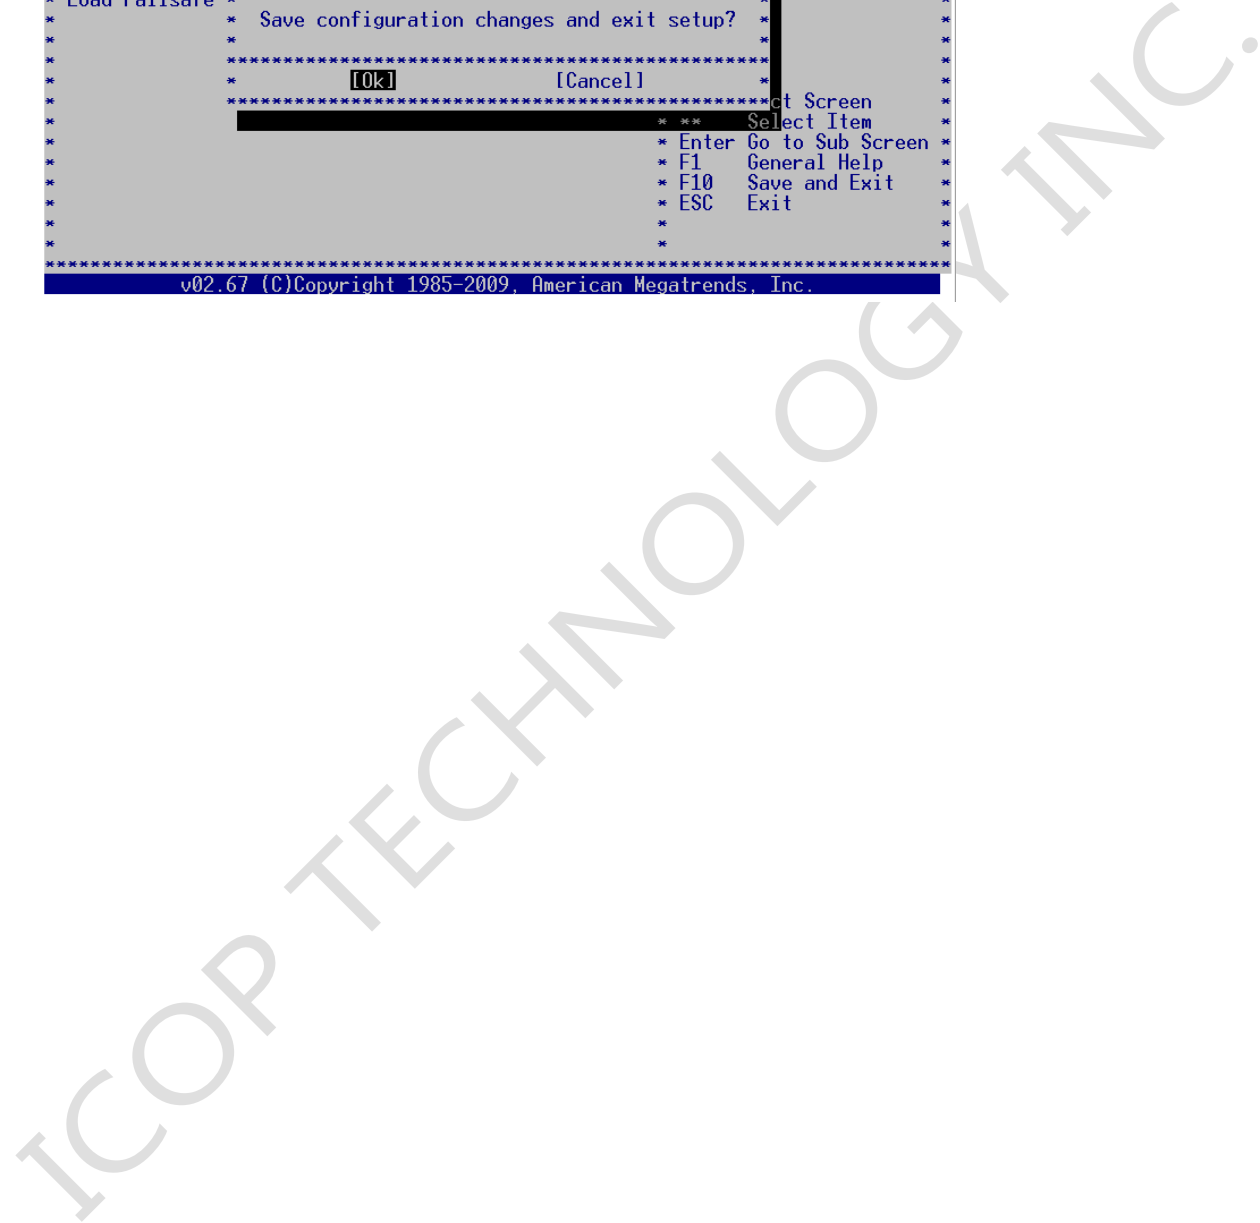 * Load Failsafe *
* Save configuration changes and exit setup? *
[Ok] [Cancel]
ct Screen
* ** Select Item
* Enter Go to Sub Screen *
* F1 General Help *
* F10 Save and Exit *
* ESC Exit *
v02.67 (C)Copyright 1985-2009, American Megatrends, Inc.
ICOP TECHNOLOGY INC.